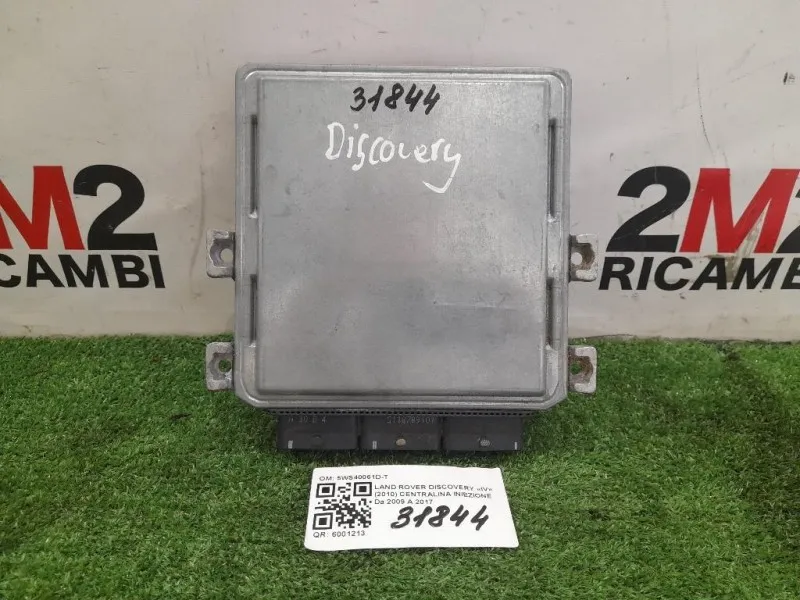 31844
Discovery
2M2
RICAMBI
2M2
RICAMBI
OM: 5WS40061D-T
LAND ROVER DISCOVERY «IV»
(2010) CENTRALINA INIEZIONE
Da 2009 A 2017
31844
QR: 6001213